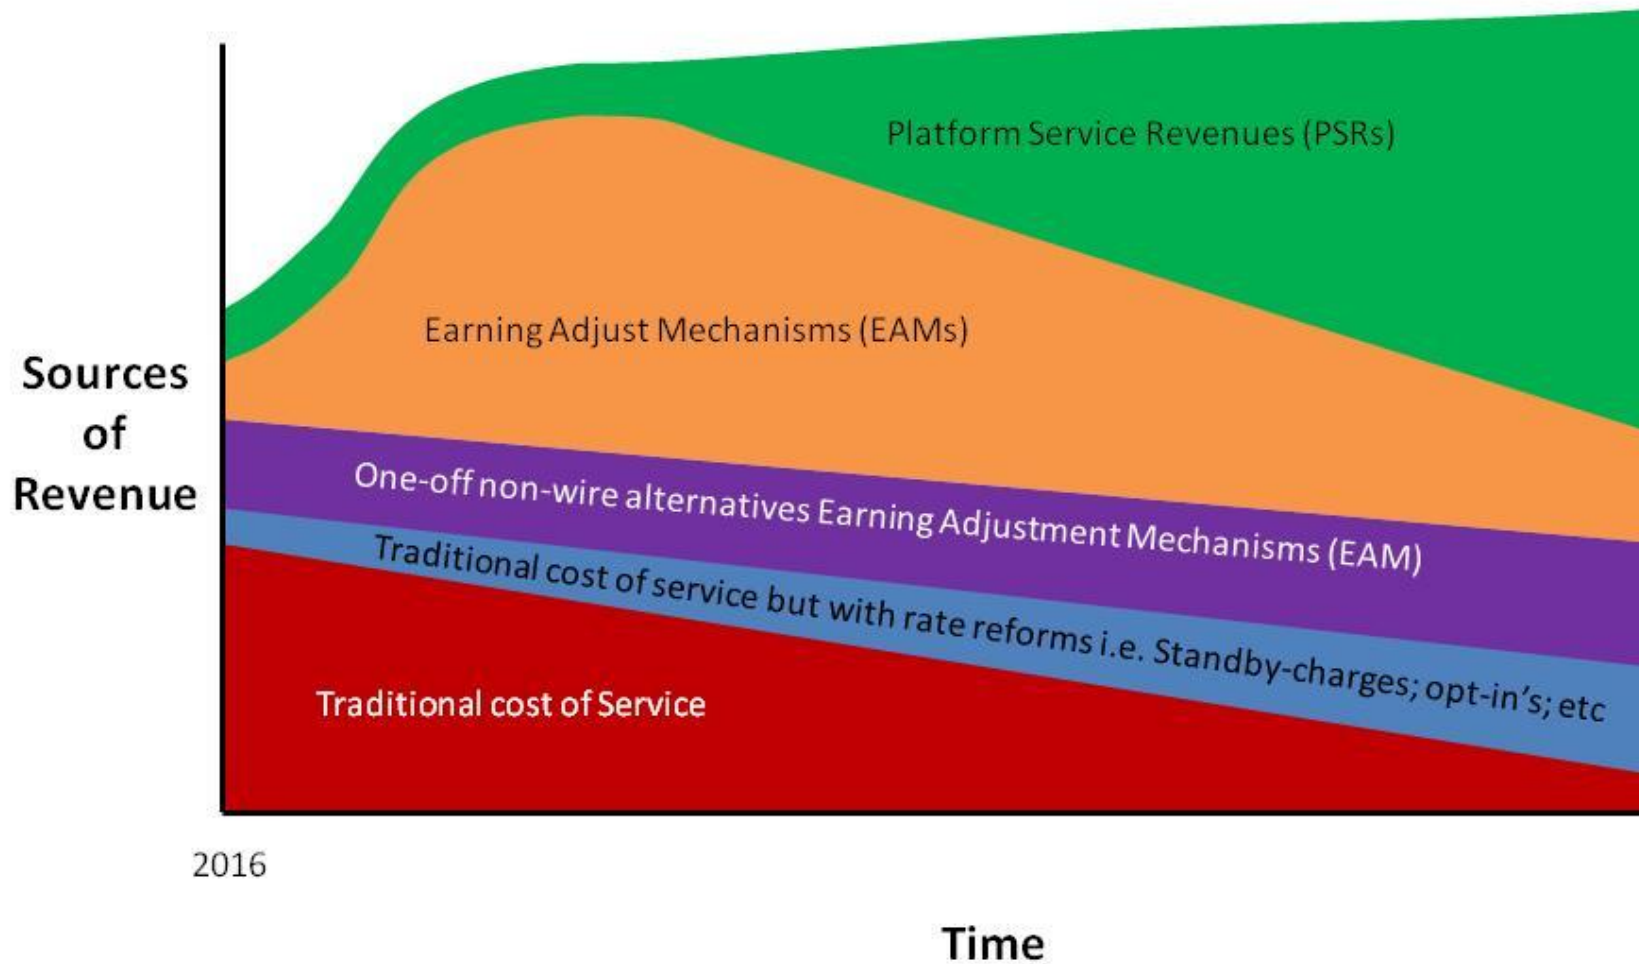 Platform Service Revenues (PSRs)
Earning Adjust Mechanisms (EAMs)
Sources
of
Revenue
One-off non-wire alternatives Earning Adjustment Mechanisms (EAM)
Traditional cost of service but with rate reforms i.e. Standby-charges; opt-in's; etc
Traditional cost of Service
2016
Time